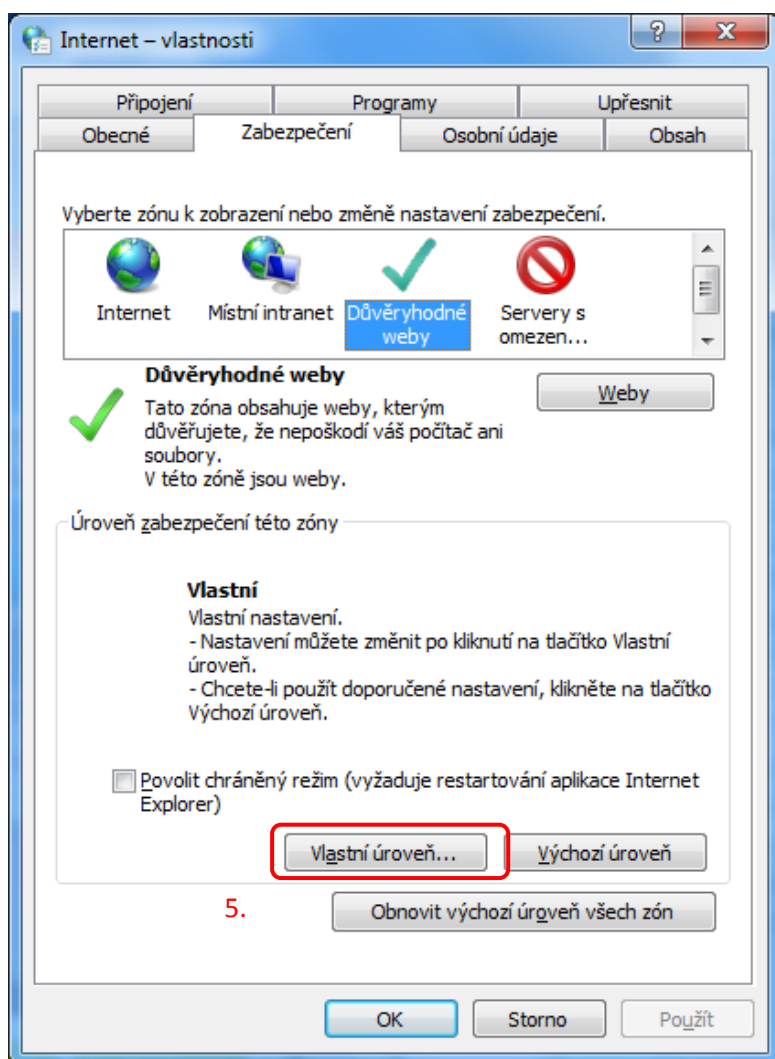 Internet – vlastnosti
Připojení
Programy
Upřesnit
Obecné
Zabezpečení
Osobní údaje
Obsah
Vyberte zónu k zobrazení nebo změně nastavení zabezpečení.
Internet
Místní intranet
Důvěryhodné
weby
Servery s
omezen...
Důvěryhodné weby
Weby
Tato zóna obsahuje weby, kterým
důvěřujete, že nepoškodí váš počítač ani
soubory.
V této zóně jsou weby.
Úroveň zabezpečení této zóny
Vlastní
Vlastní nastavení.
- Nastavení můžete změnit po kliknutí na tlačítko Vlastní
úroveň.
- Chcete-li použít doporučené nastavení, klikněte na tlačítko
Výchozí úroveň.
Povolit chráněný režim (vyžaduje restartování aplikace Internet
Explorer)
Vlastní úroveň...
Výchozí úroveň
5.
Obnovit výchozí úroveň všech zón
OK
Storno
Použít